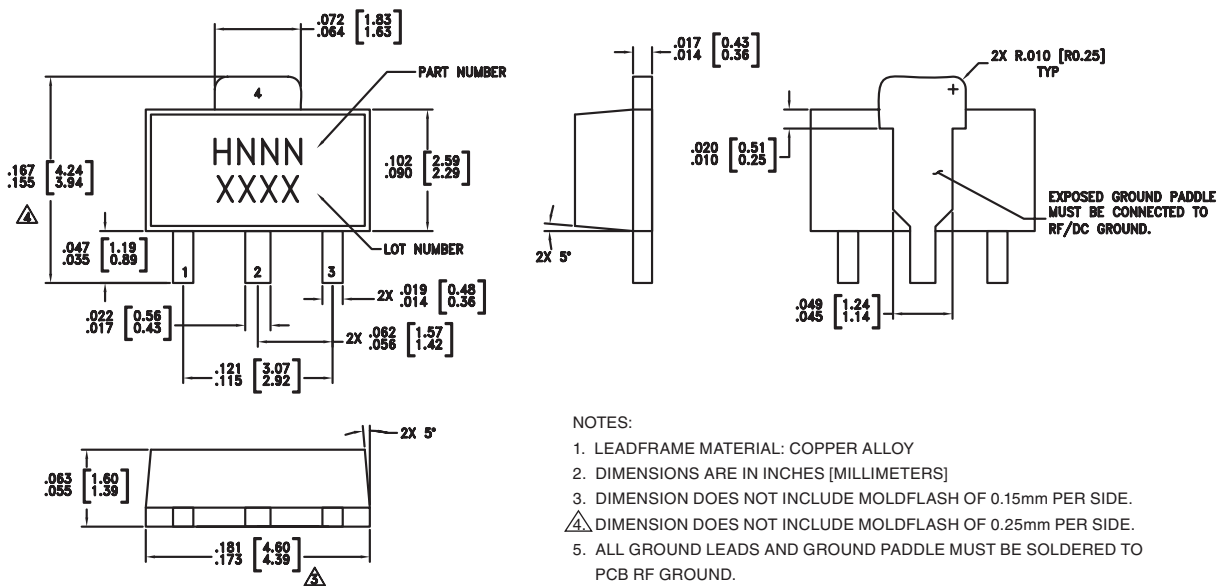 .072 [1.83]
.064 [1.63]
PART NUMBER
4
HNNN
XXXX
.167 [4.24]
.155 [3.94]
4
.102 [2.59]
.090 [2.29]
.047 [1.19]
.035 [0.89]
LOT NUMBER
1
2
3
.022 [0.56]
.017 [0.43]
2X .019 [0.48]
.014 [0.36]
2X .062 [1.57]
.056 [1.42]
.121 [3.07]
.115 [2.92]
.017 [0.43]
.014 [0.36]
2X 5°
2X R.010 [R0.25]
TYP
+
.020 [0.51]
.010 [0.25]
EXPOSED GROUND PADDLE
MUST BE CONNECTED TO
RF/DC GROUND.
.049 [1.24]
.045 [1.14]
2X 5°
.063 [1.60]
.055 [1.39]
.181 [4.60]
.173 [4.39]
3
NOTES:
1. LEADFRAME MATERIAL: COPPER ALLOY
2. DIMENSIONS ARE IN INCHES [MILLIMETERS]
3. DIMENSION DOES NOT INCLUDE MOLDFLASH OF 0.15mm PER SIDE.
4. DIMENSION DOES NOT INCLUDE MOLDFLASH OF 0.25mm PER SIDE.
5. ALL GROUND LEADS AND GROUND PADDLE MUST BE SOLDERED TO
PCB RF GROUND.